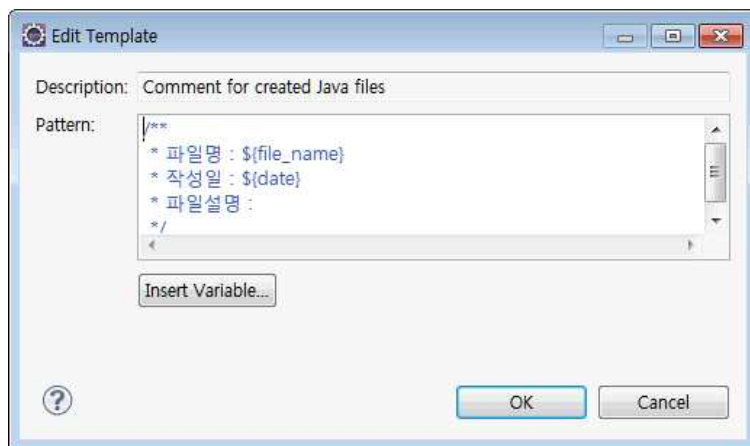 Edit Template
Description: Comment for created Java files
Pattern:
/**
* 파일명 : ${file_name}
* 작성일 : ${date}
* 파일설명 :
*/
Insert Variable...
?
OK
Cancel